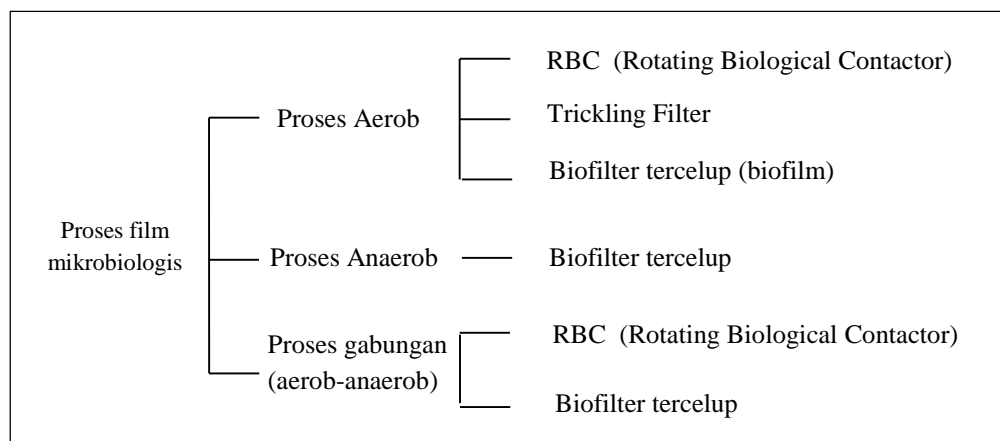 RBC (Rotating Biological Contactor)
Proses Aerob
Trickling Filter
Biofilter tercelup (biofilm)
Proses film
mikrobiologis
Proses Anaerob
Biofilter tercelup
Proses gabungan
(aerob-anaerob)
RBC (Rotating Biological Contactor)
Biofilter tercelup